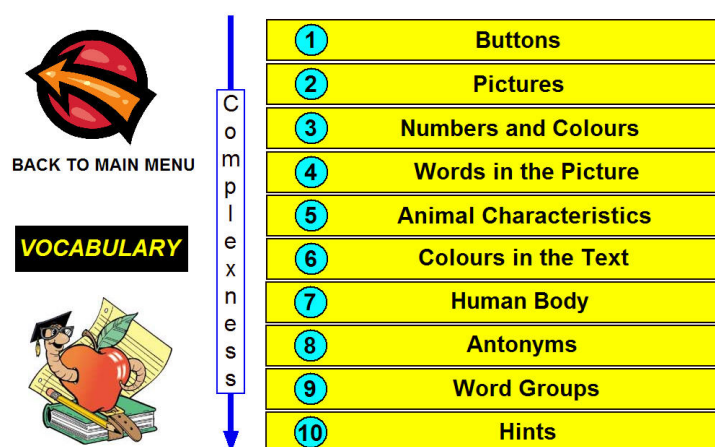 BACK TO MAIN MENU
VOCABULARY
Complexness
1 Buttons
2 Pictures
3 Numbers and Colours
4 Words in the Picture
5 Animal Characteristics
6 Colours in the Text
7 Human Body
8 Antonyms
9 Word Groups
10 Hints